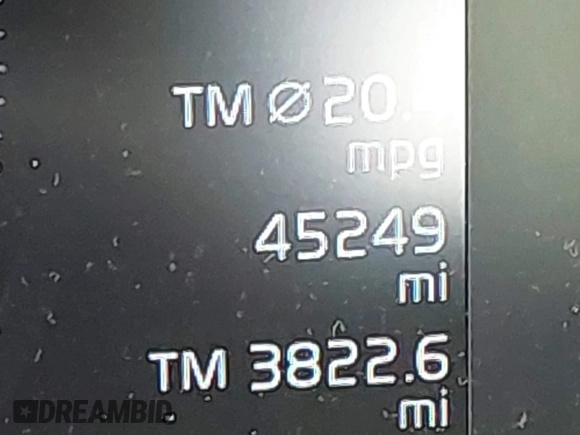 TM Ø 20.
mpg
45249
mi
TM 3822.6
mi
DREAMBID